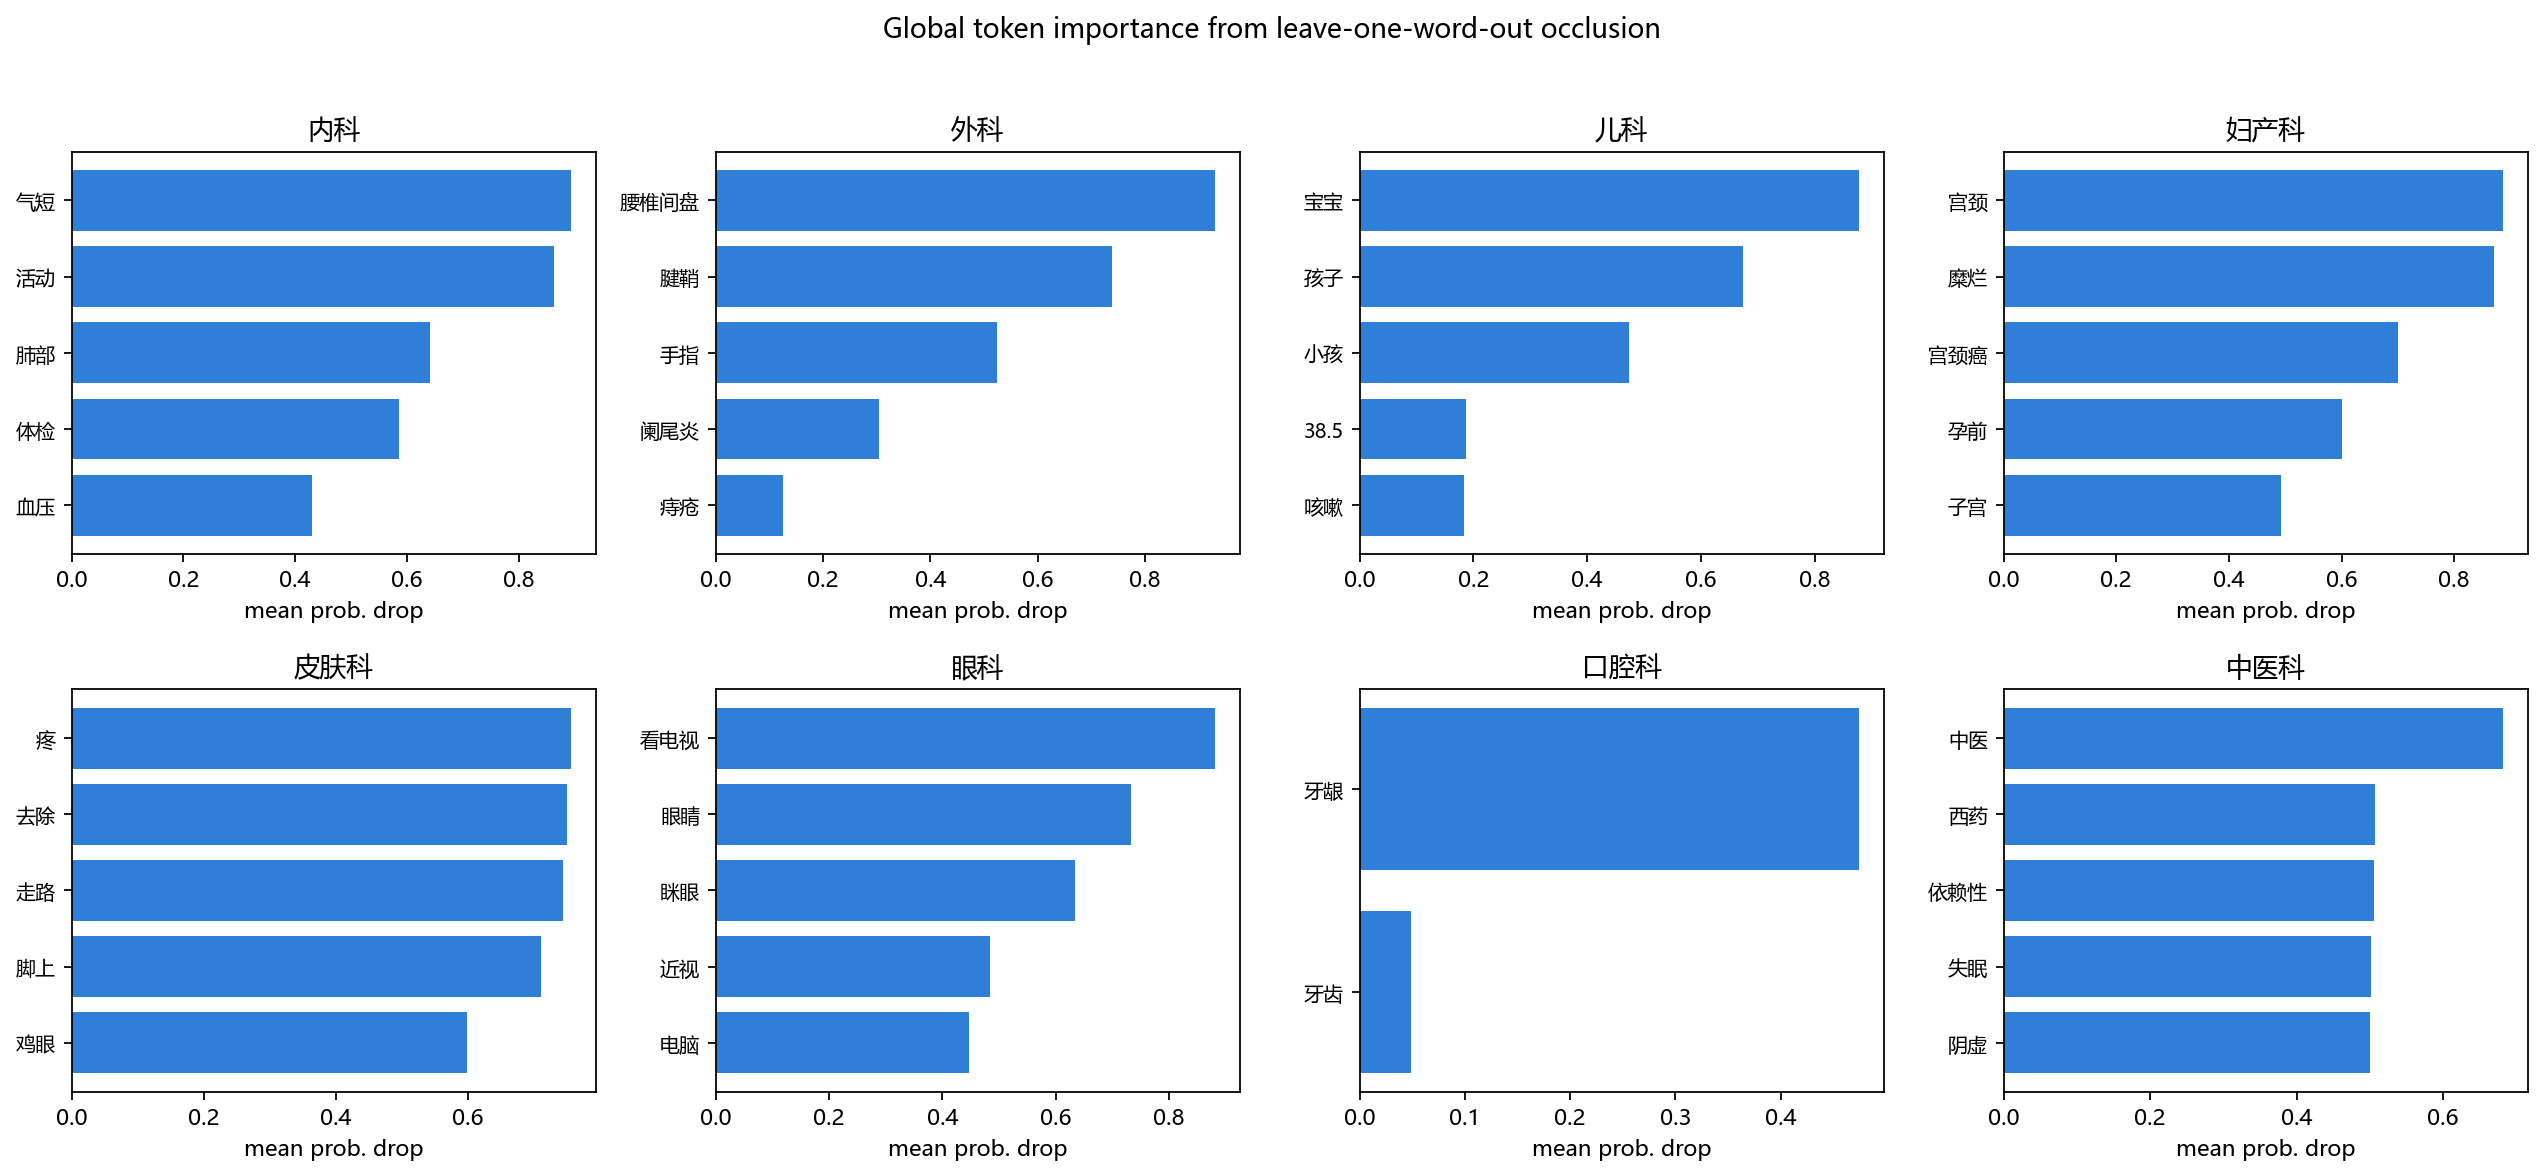 Global token importance from leave-one-word-out occlusion
内科
气短
活动
肺部
体检
血压
0.0 0.2 0.4 0.6 0.8
mean prob. drop
外科
腰椎间盘
腱鞘
手指
阑尾炎
痔疮
0.0 0.2 0.4 0.6 0.8
mean prob. drop
儿科
宝宝
孩子
小孩
38.5
咳嗽
0.0 0.2 0.4 0.6 0.8
mean prob. drop
妇产科
宫颈
糜烂
宫颈癌
孕前
子宫
0.0 0.2 0.4 0.6 0.8
mean prob. drop
皮肤科
疼
去除
走路
脚上
鸡眼
0.0 0.2 0.4 0.6
mean prob. drop
眼科
看电视
眼睛
眯眼
近视
电脑
0.0 0.2 0.4 0.6 0.8
mean prob. drop
口腔科
牙龈
牙齿
0.0 0.1 0.2 0.3 0.4
mean prob. drop
中医科
中医
西药
依赖性
失眠
阴虚
0.0 0.2 0.4 0.6
mean prob. drop